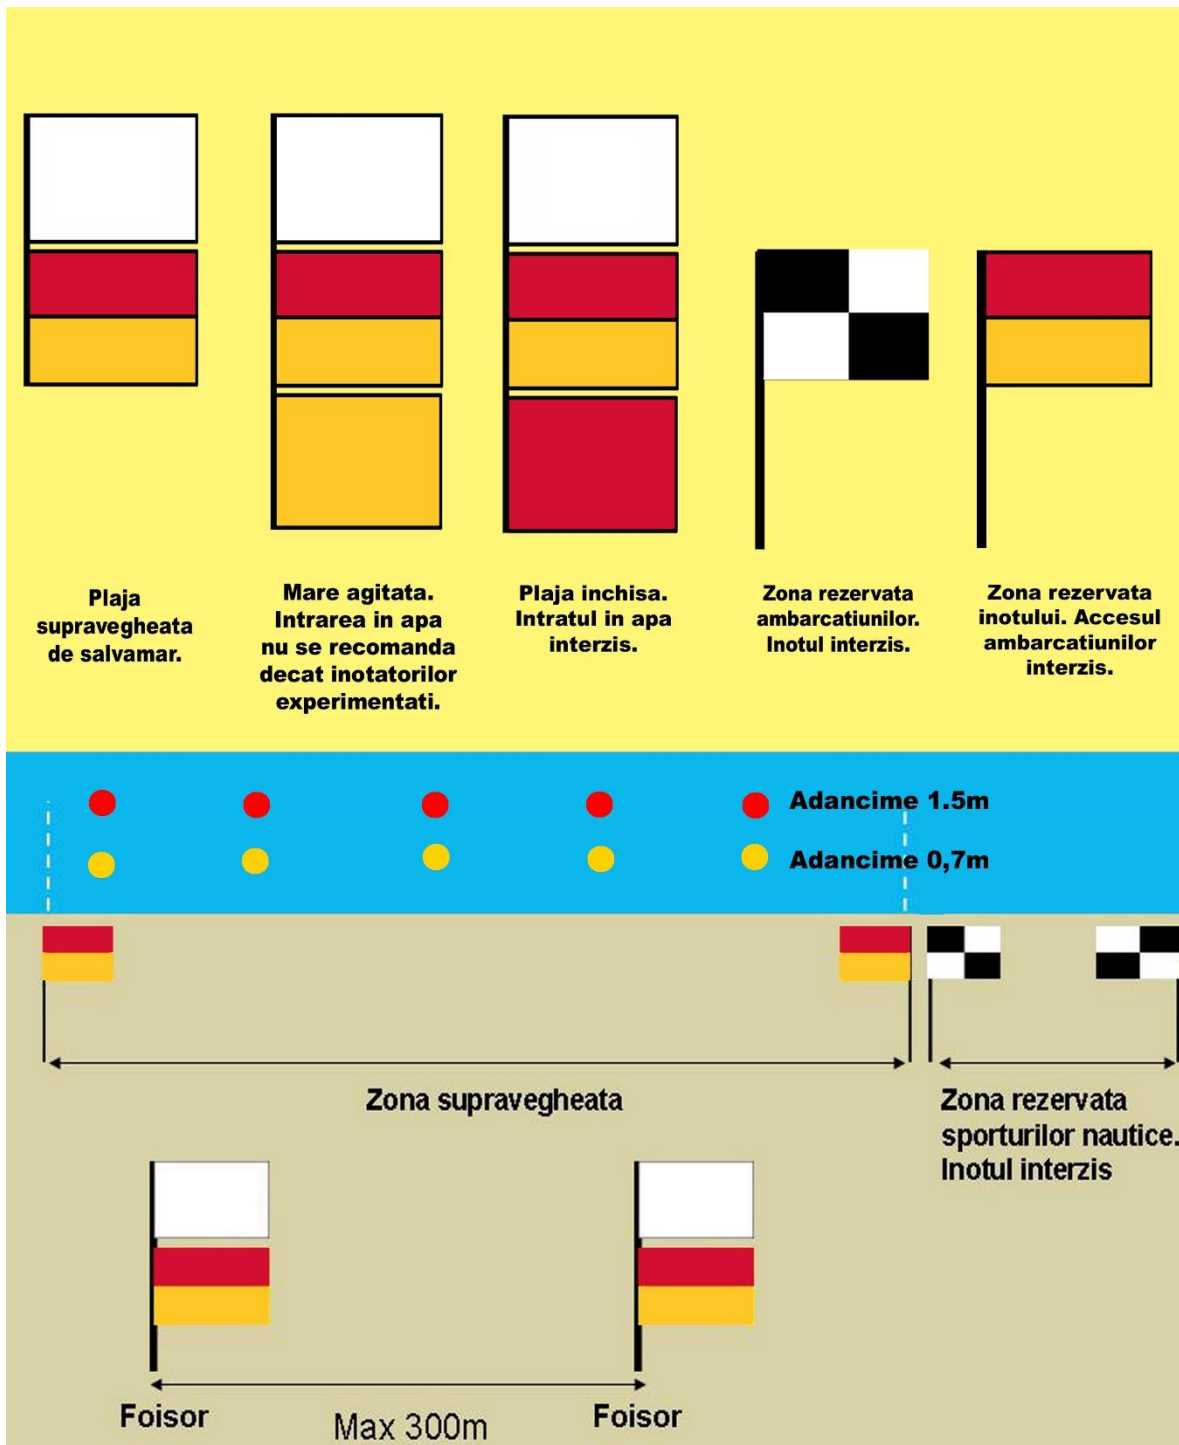 Plaja
supravegheata
de salvamar.
Mare agitata.
Intrarea in apa
nu se recomanda
decat inotatorilor
experimentati.
Plaja inchisa.
Intratul in apa
interzis.
Zona rezervata
ambarcatiunilor.
Inotul interzis.
Zona rezervata
inotului. Accesul
ambarcatiunilor
interzis.
Adancime 1.5m
Adancime 0,7m
Zona supravegheata
Zona rezervata
sporturilor nautice.
Inotul interzis
Foisor
Max 300m
Foisor